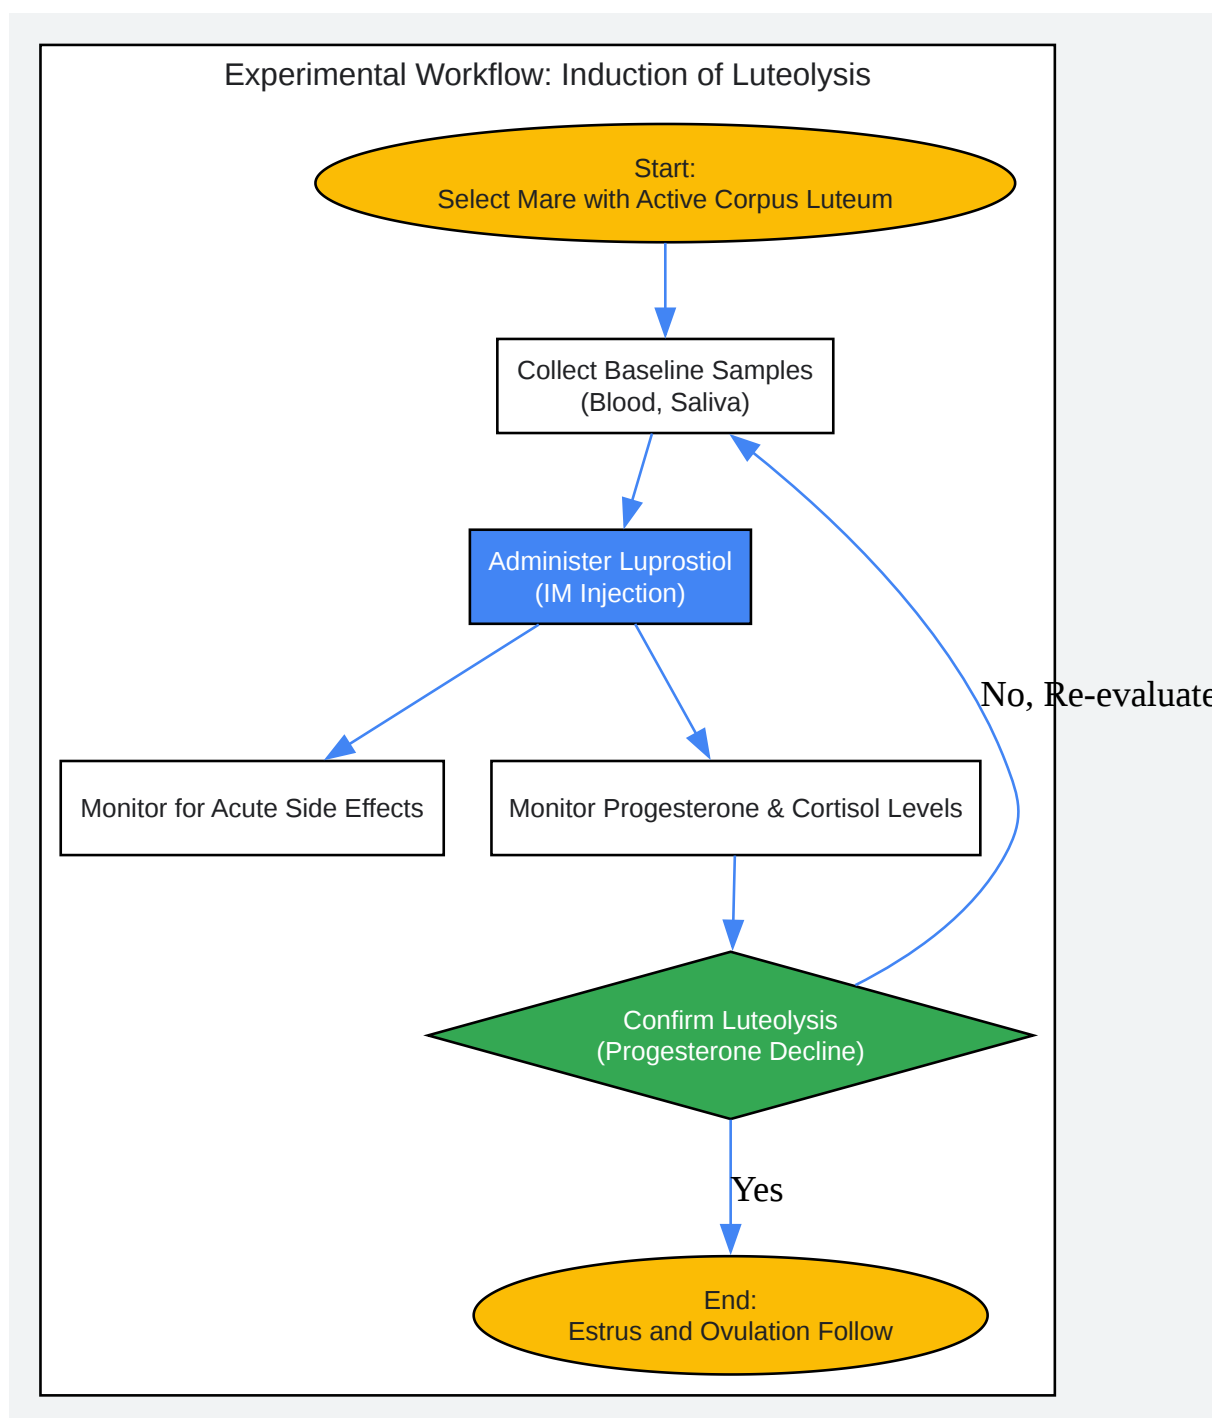 Experimental Workflow: Induction of Luteolysis
Start:
Select Mare with Active Corpus Luteum
Collect Baseline Samples
(Blood, Saliva)
Administer Luprostiol
(IM Injection)
No, Re-evaluate
Monitor for Acute Side Effects
Monitor Progesterone & Cortisol Levels
Confirm Luteolysis
(Progesterone Decline)
Yes
End:
Estrus and Ovulation Follow